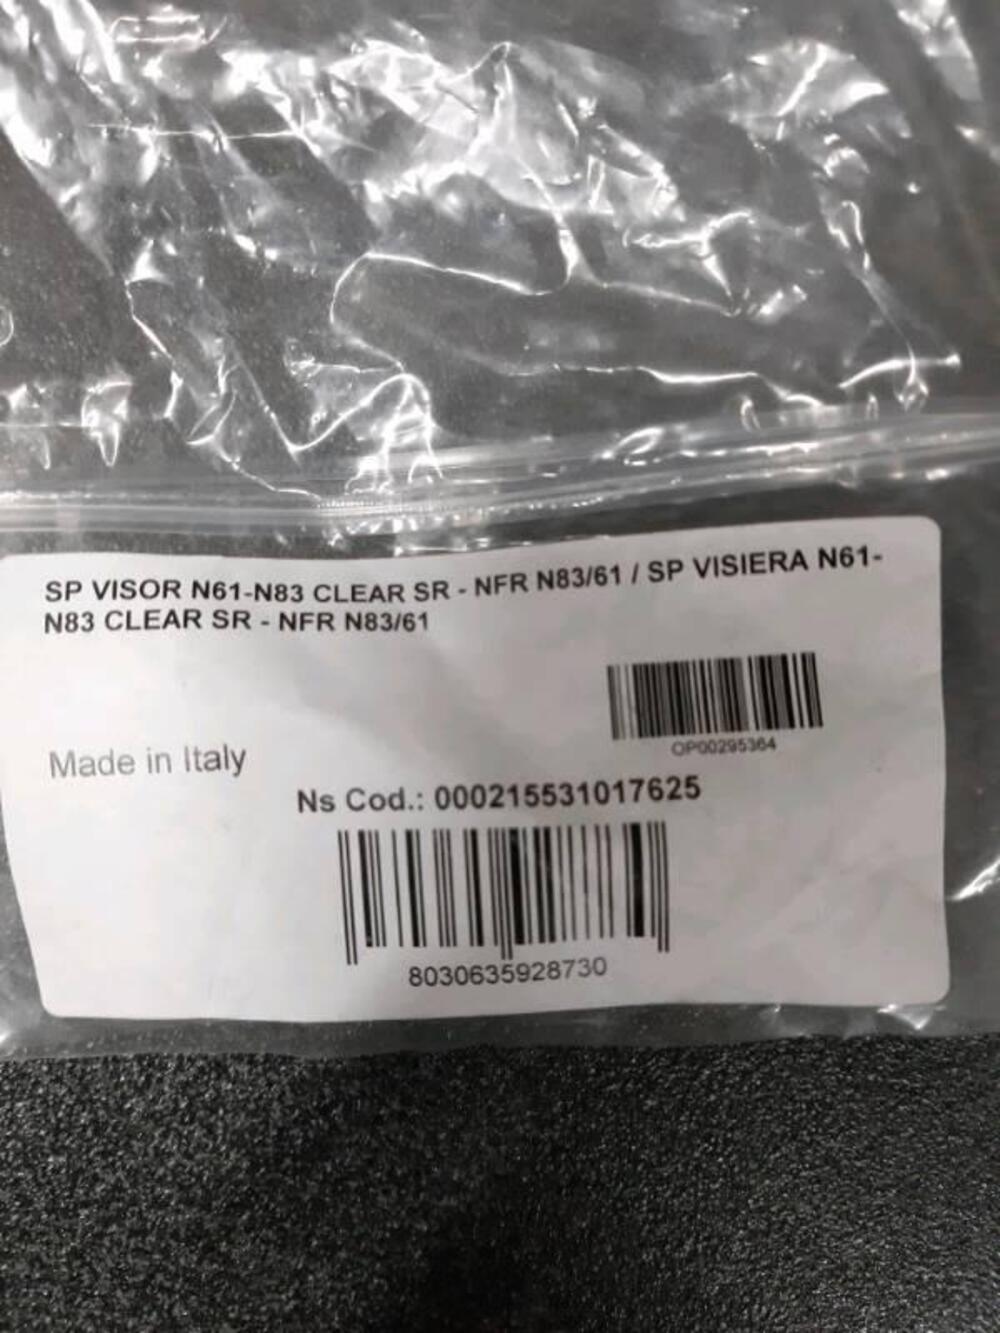 SP VISOR N61-N83 CLEAR SR - NFR N83/61 / SP VISIERA N61-
N83 CLEAR SR - NFR N83/61
OP00295364
Made in Italy
Ns Cod.: 000215531017625
8030635928730